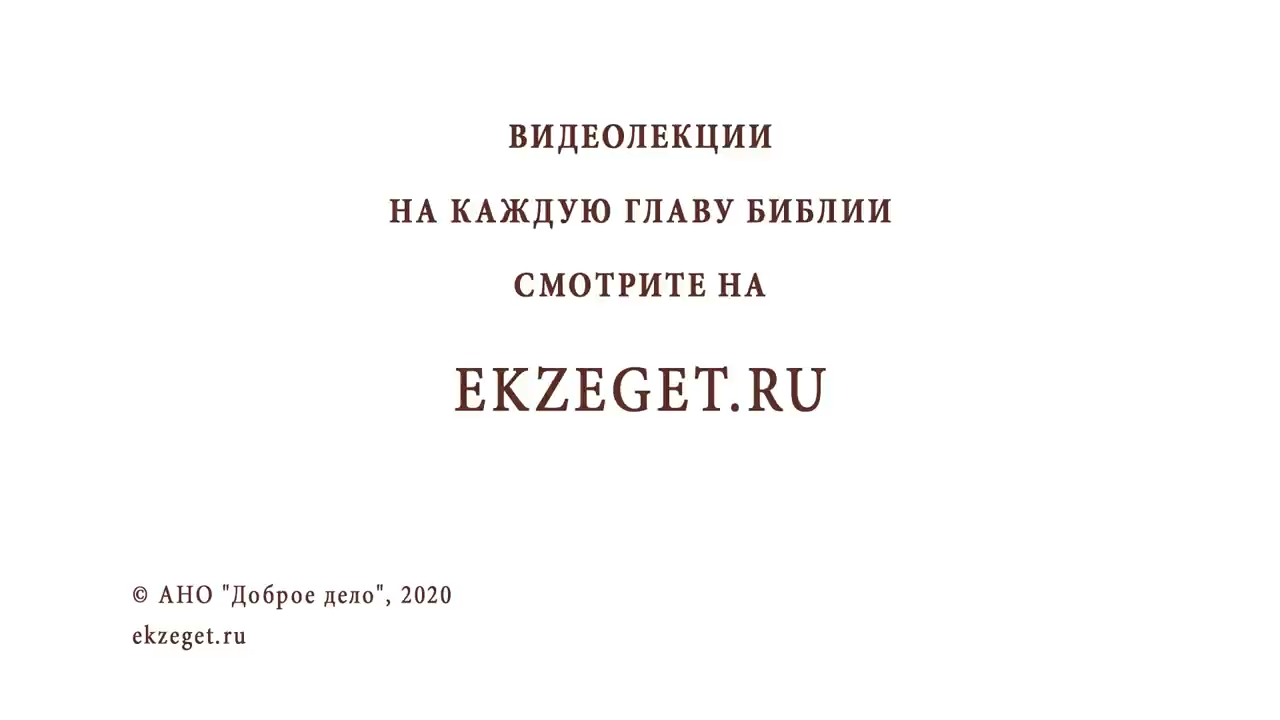 ВИДЕОЛЕКЦИИ
НА КАЖДУЮ ГЛАВУ БИБЛИИ
СМОТРИТЕ НА
EKZEGET.RU
© АНО "Доброе дело", 2020
ekzeget.ru